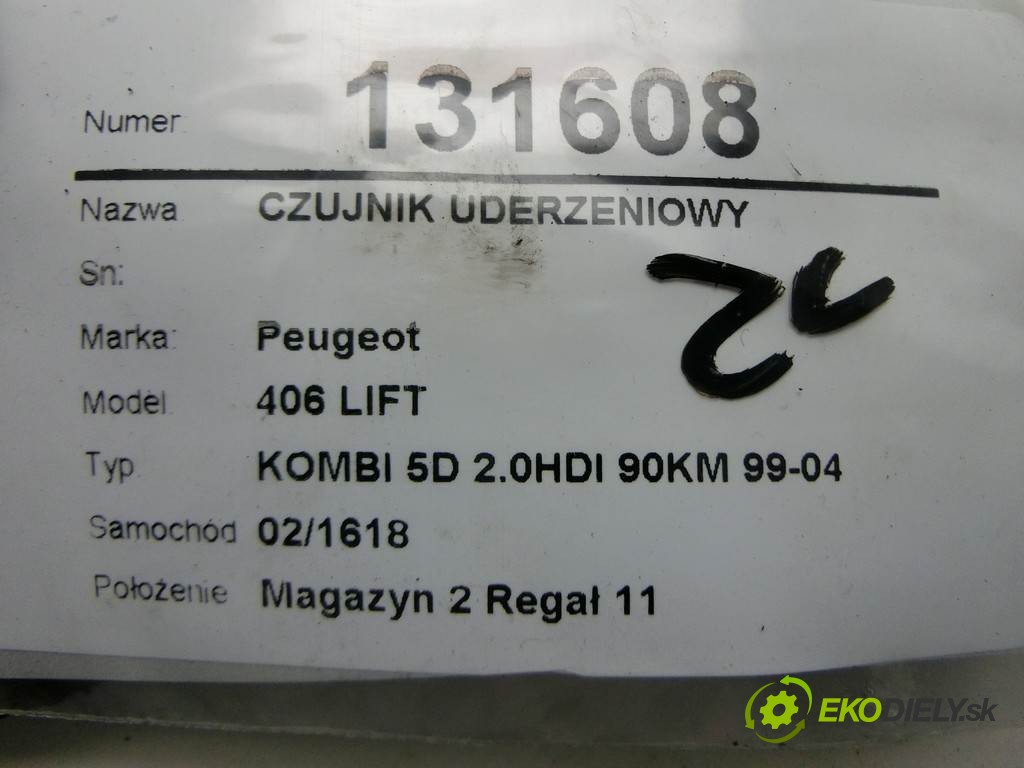 Numer 131608
Nazwa CZUJNIK UDERZENIOWY
Sn:
Marka: Peugeot
Model 406 LIFT
Typ KOMBI 5D 2.0HDI 90KM 99-04
Samochód 02/1618
Położenie Magazyn 2 Regał 11
EKODIELY.sk